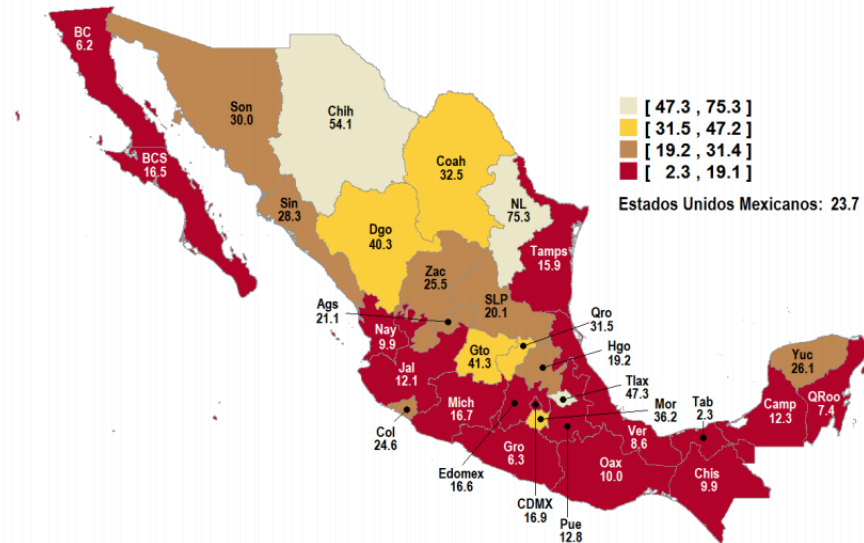 BC
6.2
Son
30.0
Chih
54.1
[ 47.3 , 75.3 ]
[ 31.5 , 47.2 ]
[ 19.2 , 31.4 ]
[ 2.3 , 19.1 ]
Estados Unidos Mexicanos: 23.7
BCS
16.5
Coah
32.5
NL
75.3
Sin
28.3
Dgo
40.3
Tamps
15.9
Zac
25.5
SLP
20.1
Ags
21.1
Qro
31.5
Nay
9.9
Hgo
19.2
Gto
41.3
Yuc
26.1
Jal
12.1
Tlax
47.3
Mich
16.7
Mor
36.2
Tab
2.3
Camp
12.3
QRoo
7.4
Col
24.6
Ver
8.6
Edomex
16.6
Gro
6.3
Oax
10.0
Chis
9.9
CDMX
16.9
Pue
12.8